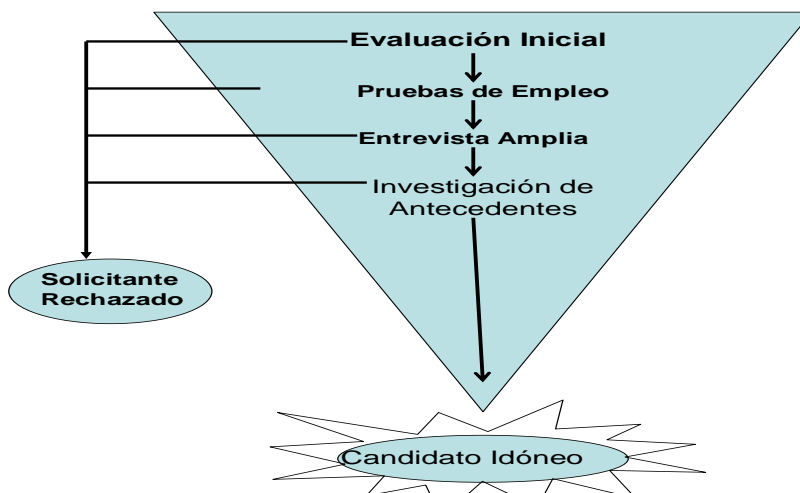 Evaluación Inicial
Pruebas de Empleo
Entrevista Amplia
Investigación de
Antecedentes
Solicitante
Rechazado
Candidato Idóneo